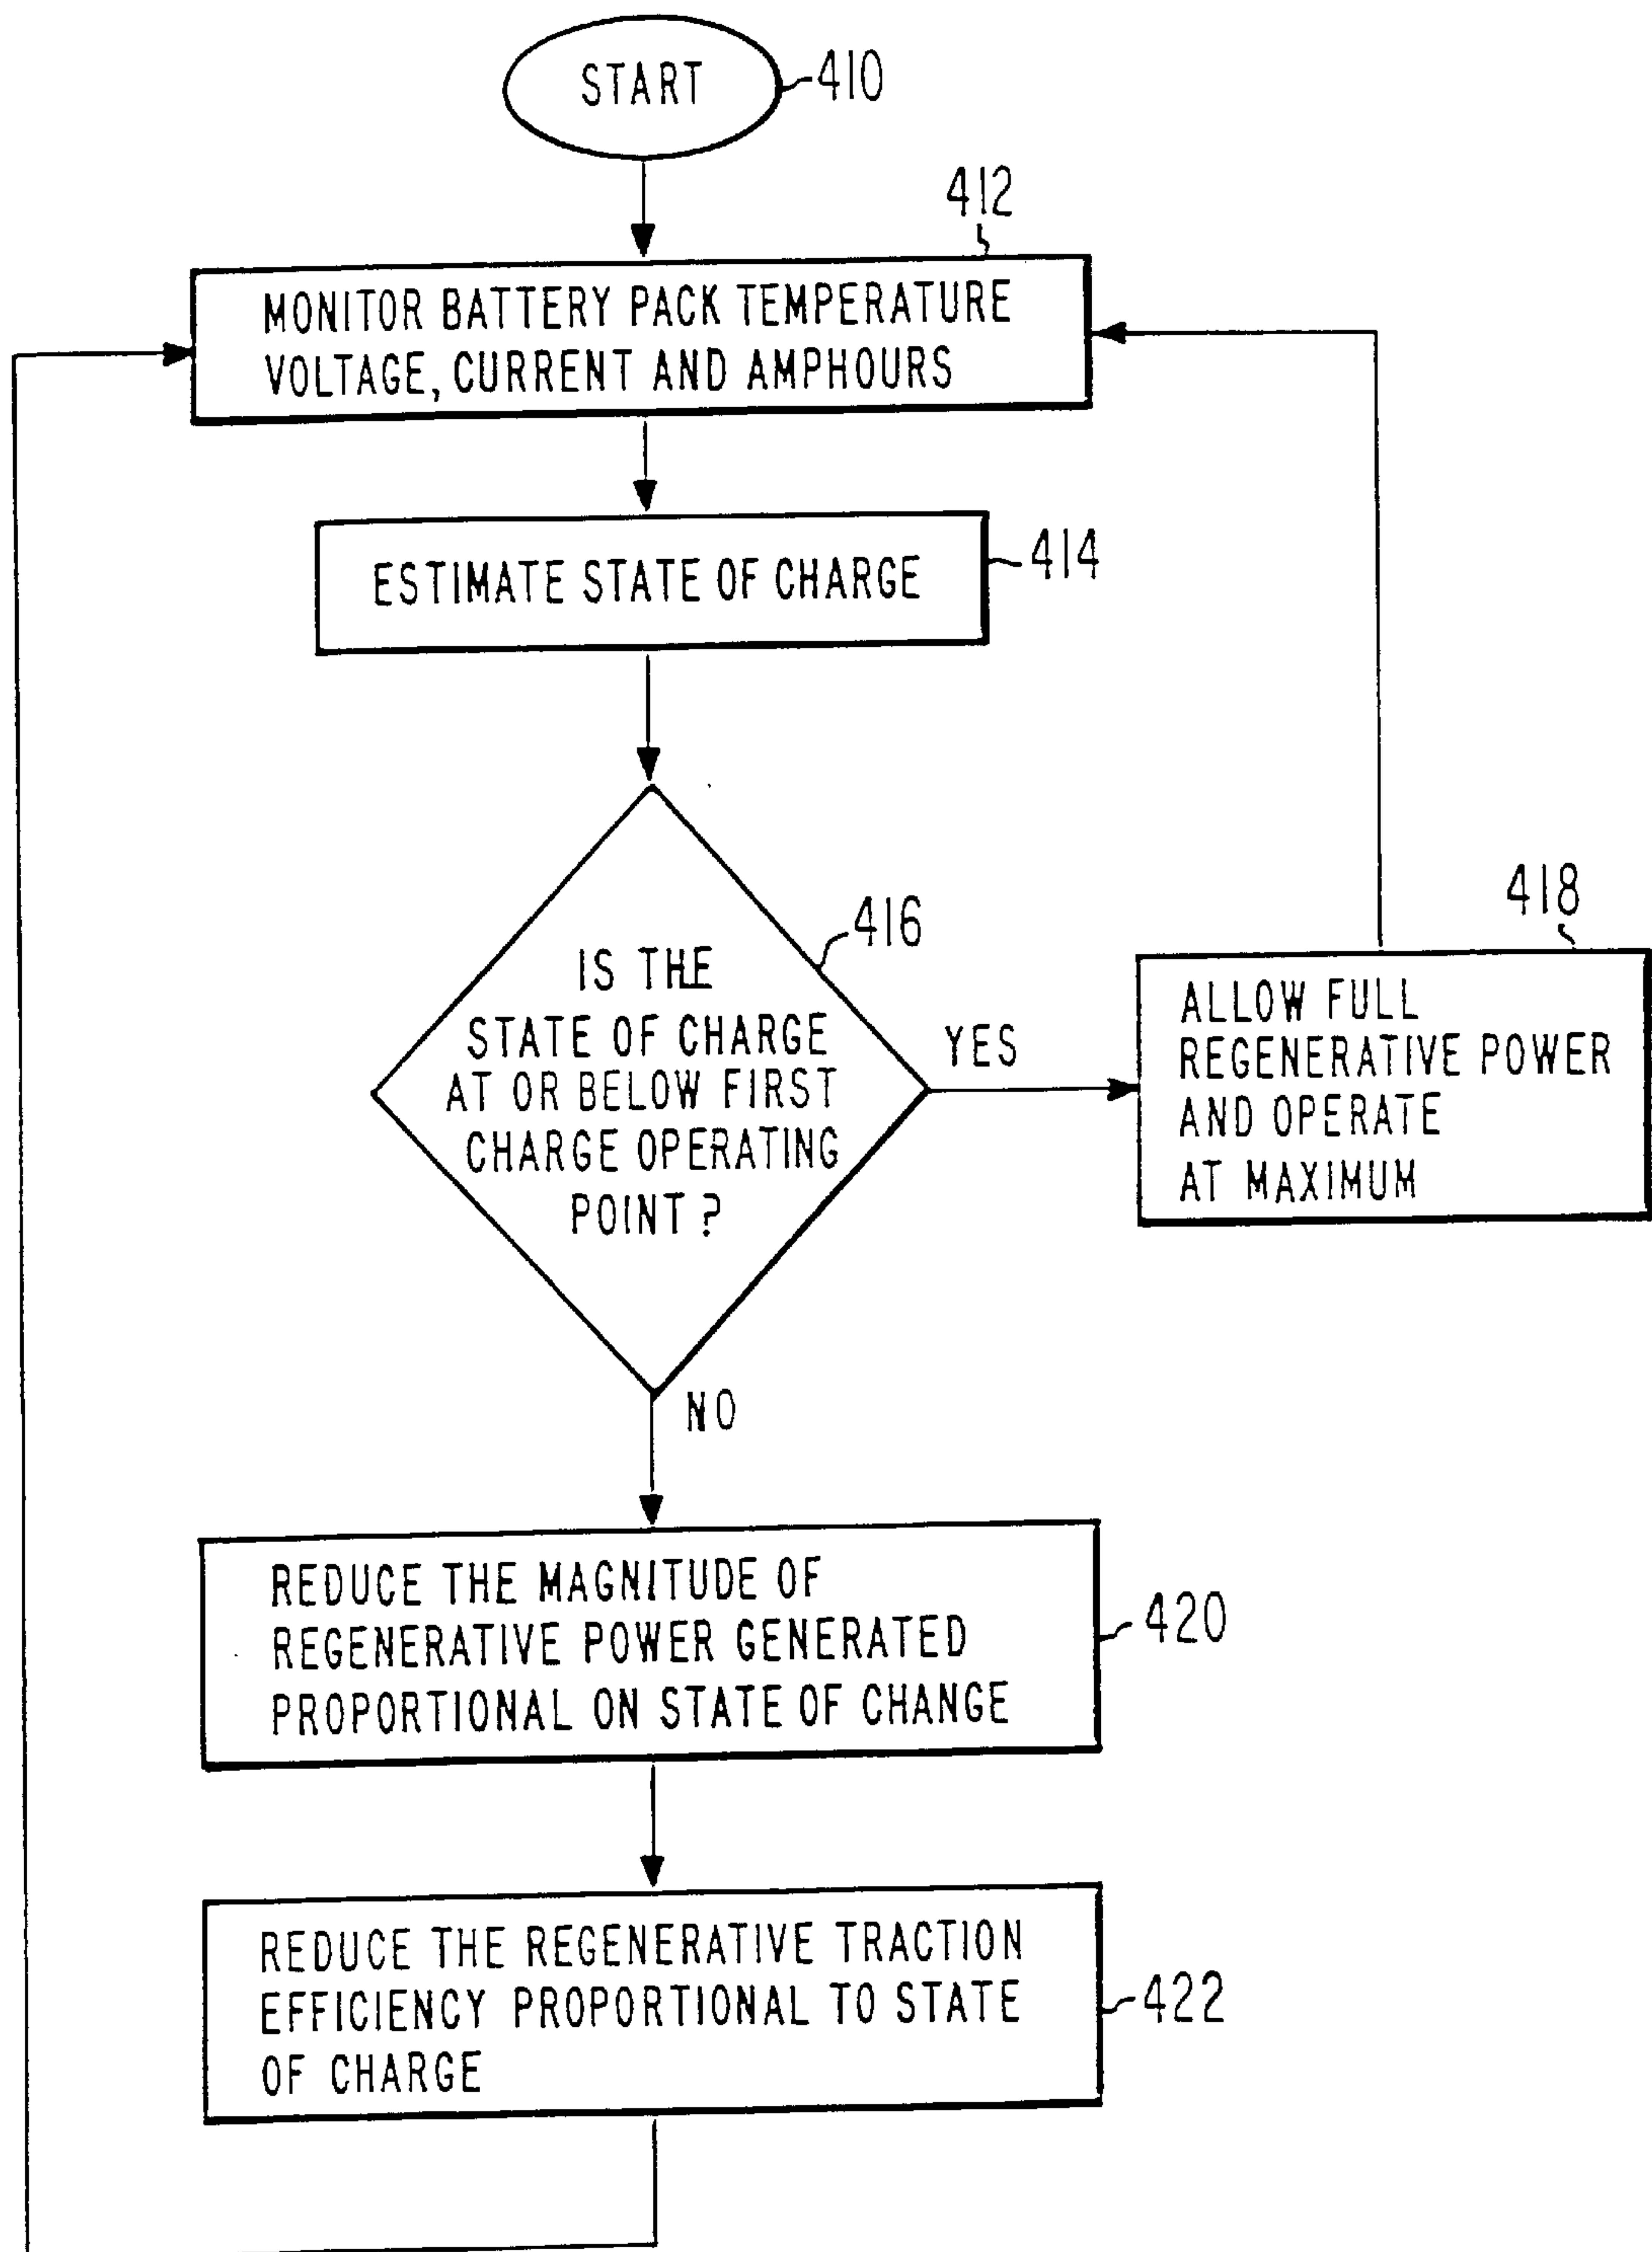 START
410
412
MONITOR BATTERY PACK TEMPERATURE
VOLTAGE, CURRENT AND AMPHOURS
ESTIMATE STATE OF CHARGE
414
416
IS THE
STATE OF CHARGE
AT OR BELOW FIRST
CHARGE OPERATING
POINT ?
YES
418
ALLOW FULL
REGENERATIVE POWER
AND OPERATE
AT MAXIMUM
NO
REDUCE THE MAGNITUDE OF
REGENERATIVE POWER GENERATED
PROPORTIONAL ON STATE OF CHANGE
420
REDUCE THE REGENERATIVE TRACTION
EFFICIENCY PROPORTIONAL TO STATE
OF CHARGE
422